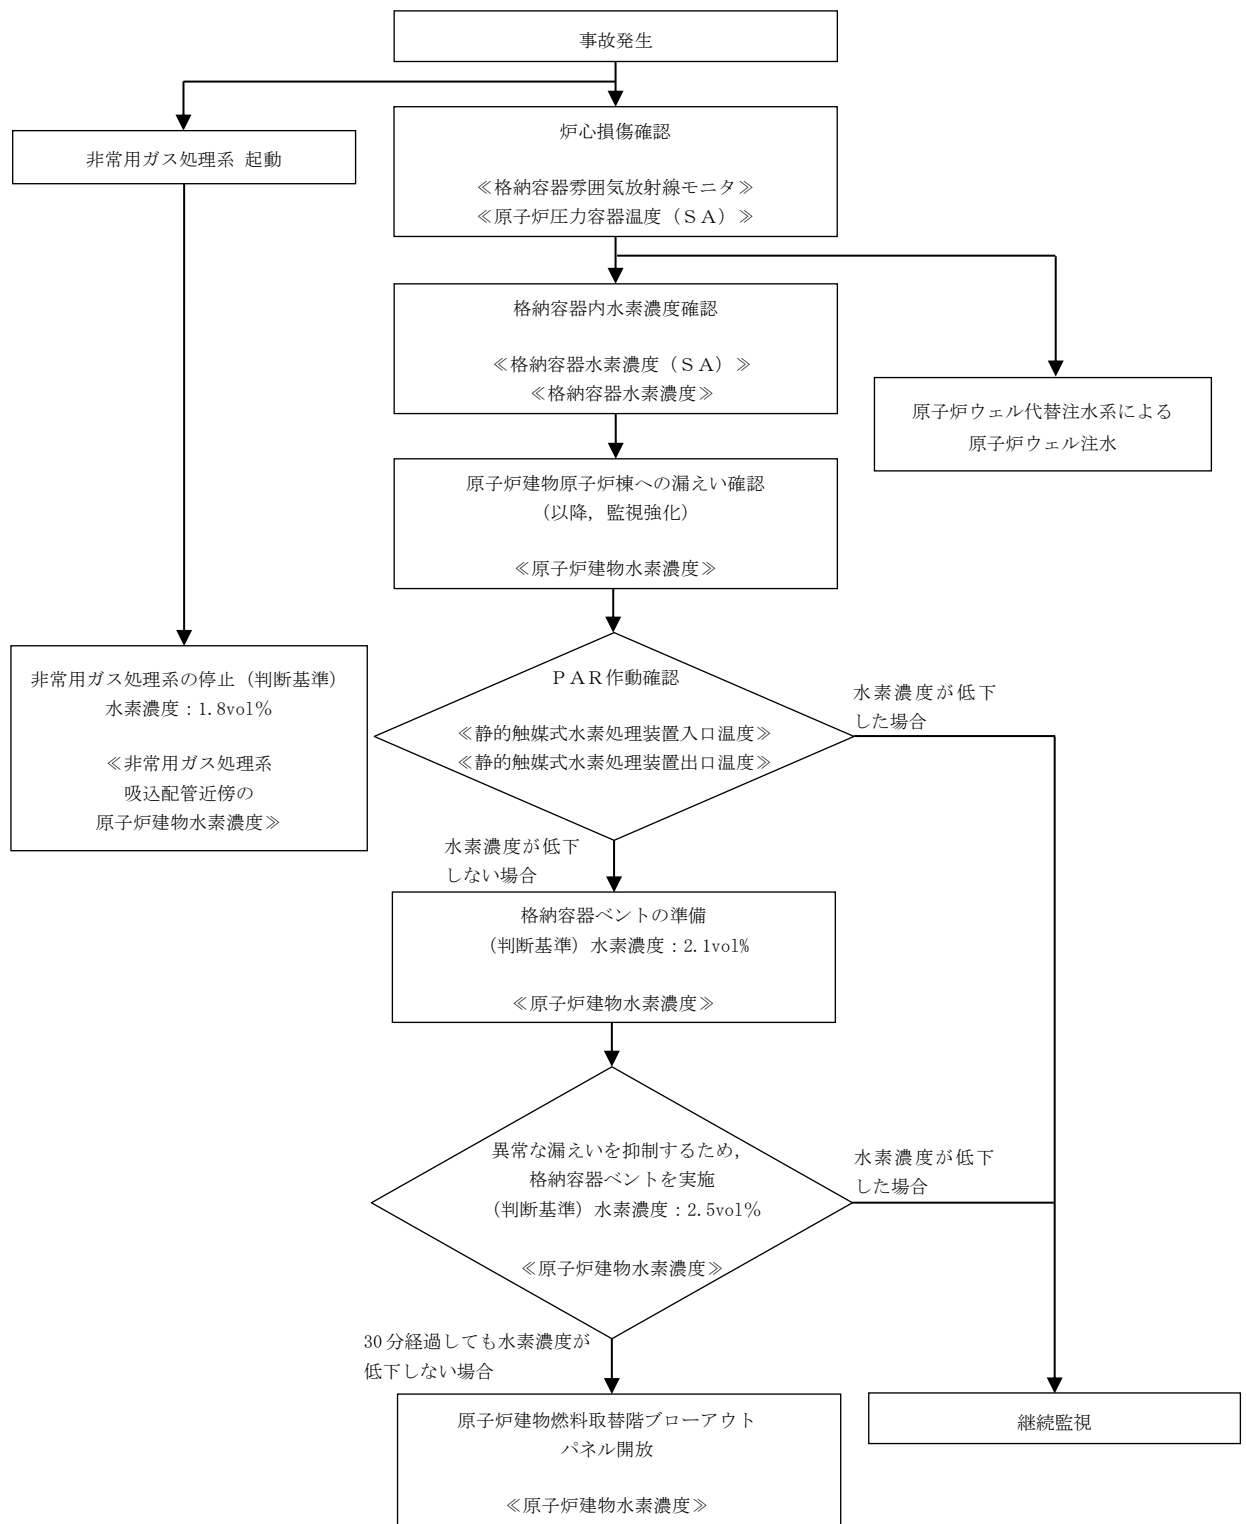 事故発生
非常用ガス処理系 起動
炉心損傷確認
≪格納容器雰囲気放射線モニタ≫
≪原子炉圧力容器温度（ＳＡ）≫
格納容器内水素濃度確認
≪格納容器水素濃度（ＳＡ）≫
≪格納容器水素濃度≫
原子炉ウェル代替注水系による
原子炉ウェル注水
原子炉建物原子炉棟への漏えい確認
（以降，監視強化）
≪原子炉建物水素濃度≫
非常用ガス処理系の停止（判断基準）
水素濃度：1.8vol％
≪非常用ガス処理系
吸込配管近傍の
原子炉建物水素濃度≫
ＰＡＲ作動確認
≪静的触媒式水素処理装置入口温度≫
≪静的触媒式水素処理装置出口温度≫
水素濃度が低下
した場合
水素濃度が低下
しない場合
格納容器ベントの準備
（判断基準）水素濃度：2.1vol%
≪原子炉建物水素濃度≫
異常な漏えいを抑制するため，
格納容器ベントを実施
（判断基準）水素濃度：2.5vol％
≪原子炉建物水素濃度≫
水素濃度が低下
した場合
30分経過しても水素濃度が
低下しない場合
原子炉建物燃料取替階ブローアウト
パネル開放
≪原子炉建物水素濃度≫
継続監視